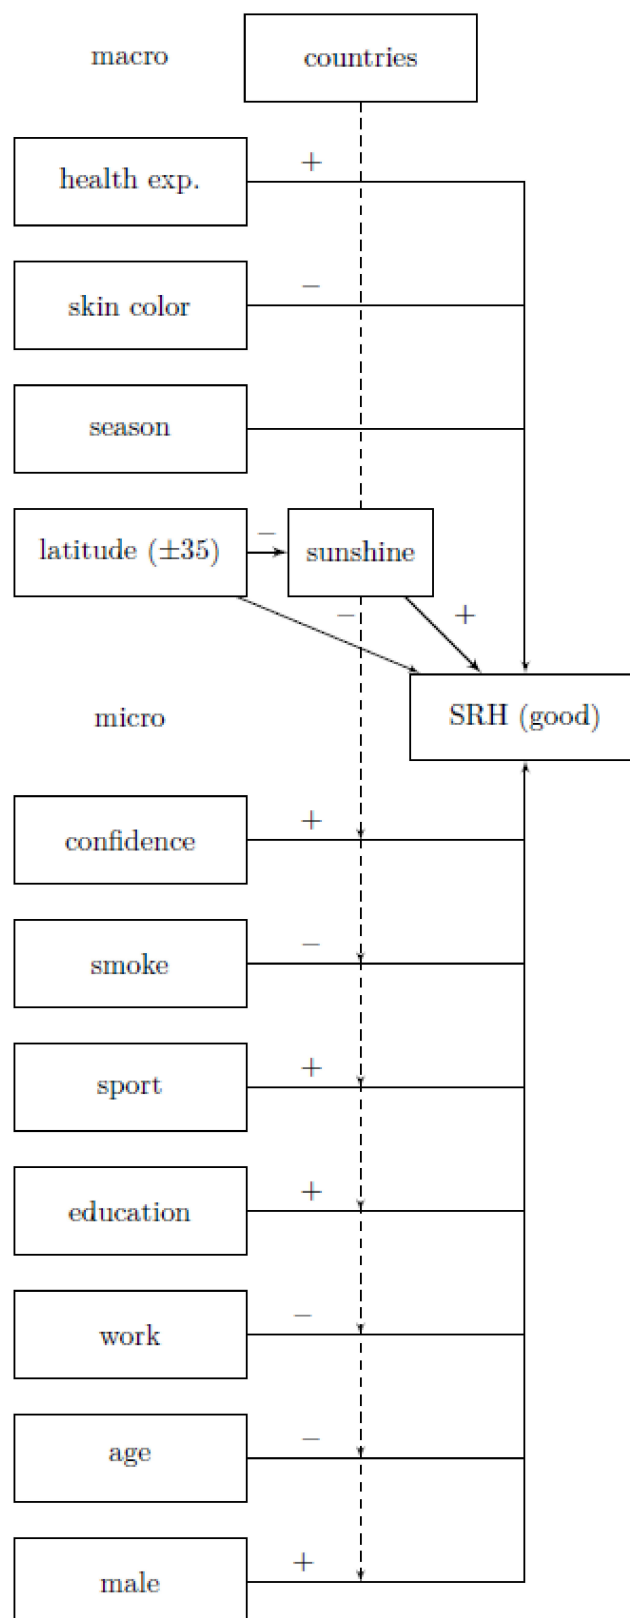 macro
countries
+
health exp.
−
skin color
season
latitude (±35)
−
sunshine
−
+
SRH (good)
micro
+
confidence
−
smoke
+
sport
+
education
−
work
−
age
+
male